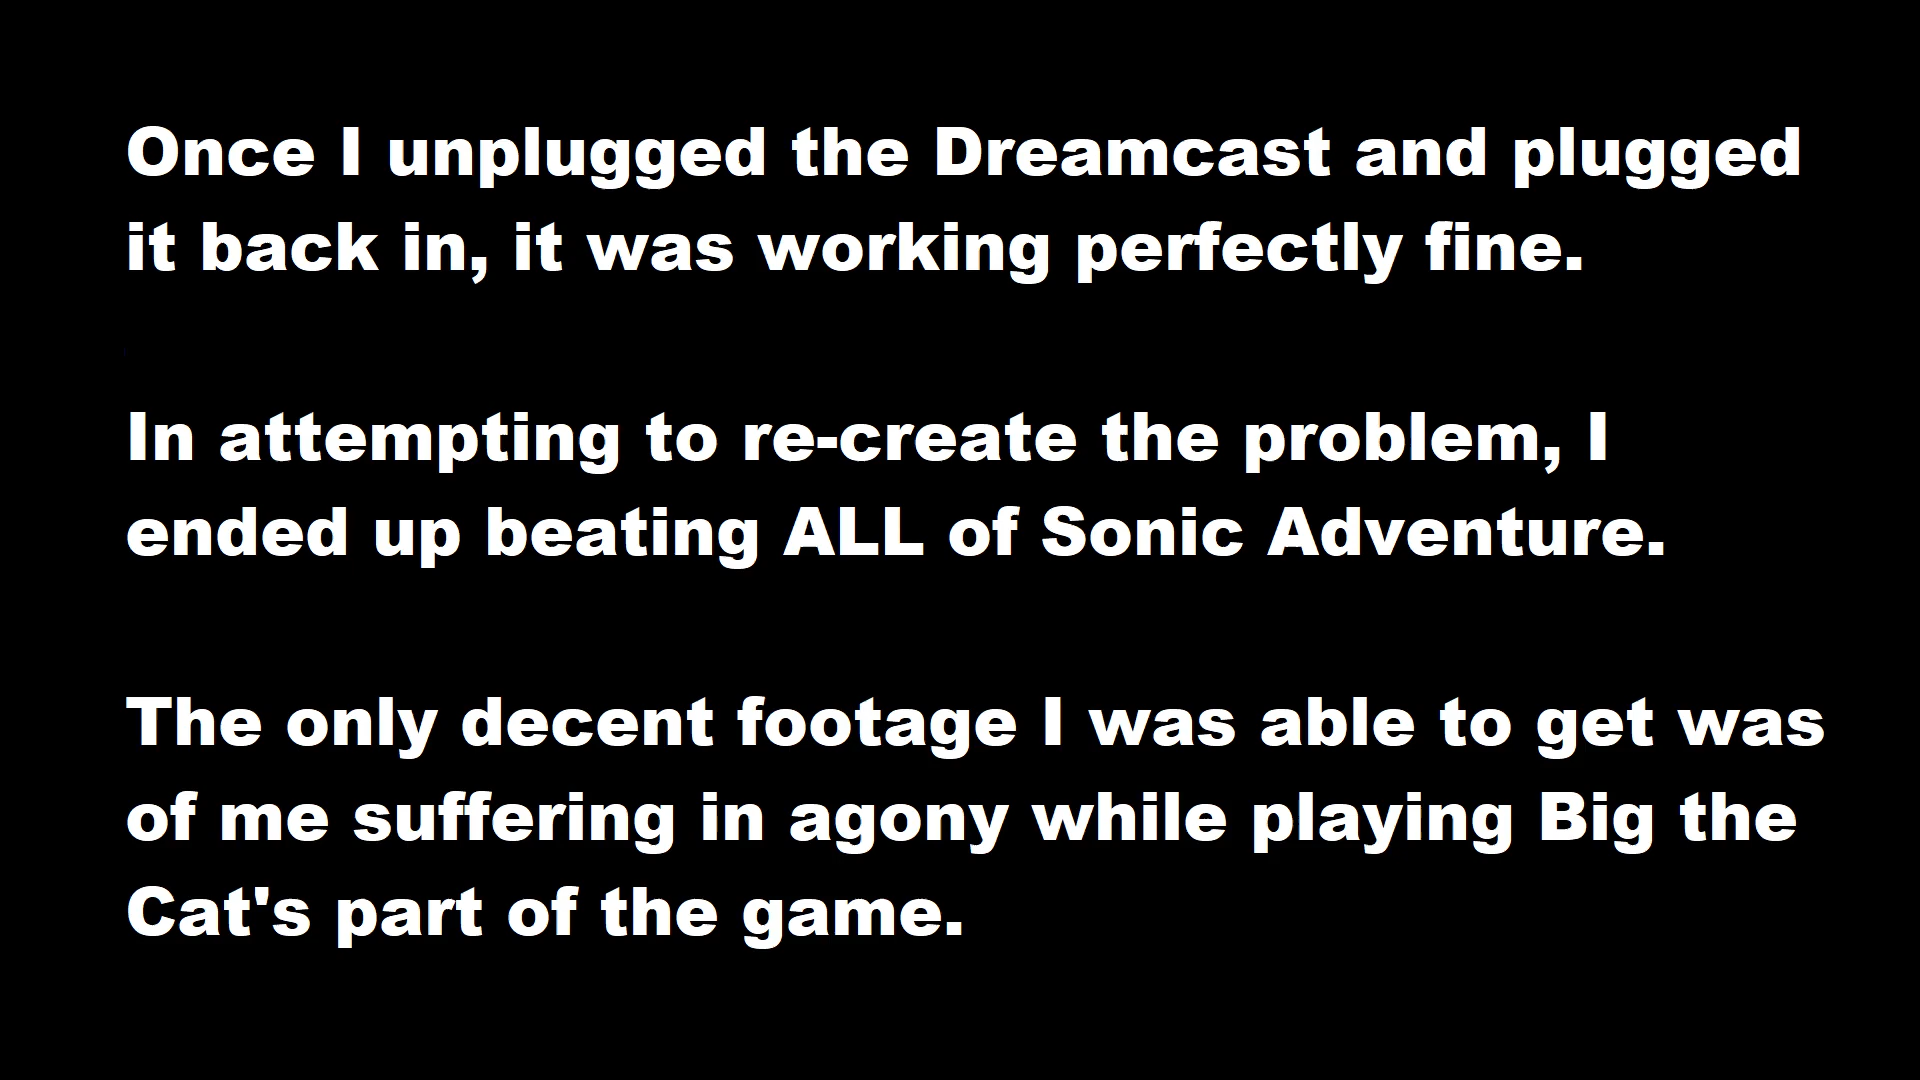 Once I unplugged the Dreamcast and plugged
it back in, it was working perfectly fine.
In attempting to re-create the problem, I
ended up beating ALL of Sonic Adventure.
The only decent footage I was able to get was
of me suffering in agony while playing Big the
Cat's part of the game.